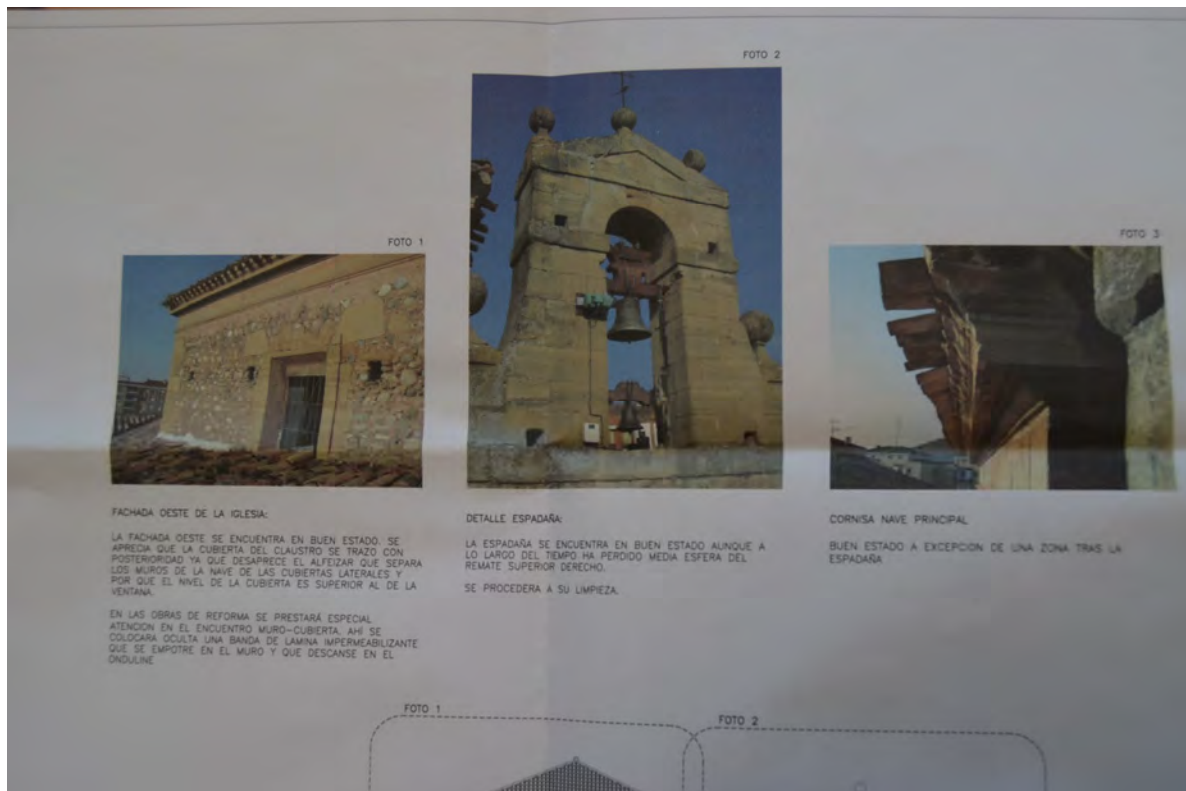 FOTO 2
FOTO 1
FOTO 3
FACHADA OESTE DE LA IGLESIA:
LA FACHADA OESTE SE ENCUENTRA EN BUEN ESTADO. SE
APRECIA QUE LA CUBIERTA DEL CLAUSTRO SE TRAZO CON
POSTERIORIDAD YA QUE DESAPRECE EL ALFEIZAR QUE SEPARA
LOS MUROS DE LA NAVE DE LAS CUBIERTAS LATERALES Y
POR QUE EL NIVEL DE LA CUBIERTA ES SUPERIOR AL DE LA
VENTANA.
EN LAS OBRAS DE REFORMA SE PRESTARÁ ESPECIAL
ATENCION EN EL ENCUENTRO MURO-CUBIERTA. AHÍ SE
COLOCARA OCULTA UNA BANDA DE LAMINA IMPERMEABILIZANTE
QUE SE EMPOTRE EN EL MURO Y QUE DESCANSE EN EL
ONDULINE
DETALLE ESPADAÑA:
LA ESPADAÑA SE ENCUENTRA EN BUEN ESTADO AUNQUE A
LO LARGO DEL TIEMPO HA PERDIDO MEDIA ESFERA DEL
REMATE SUPERIOR DERECHO.
SE PROCEDERA A SU LIMPIEZA.
CORNISA NAVE PRINCIPAL
BUEN ESTADO A EXCEPCION DE UNA ZONA TRAS LA
ESPADAÑA
FOTO 1
FOTO 2